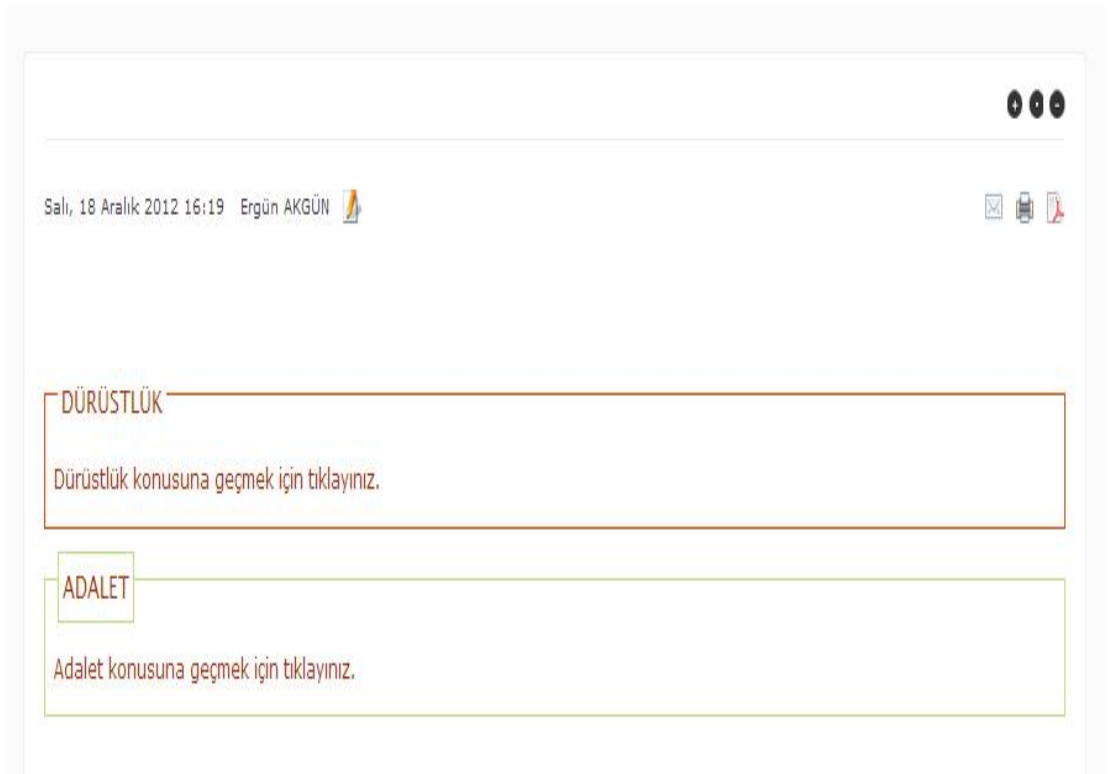 Salı, 18 Aralık 2012 16:19 Ergün AKGÜN
DÜRÜSTLÜK
Dürüstlük konusuna geçmek için tıklayınız.
ADALET
Adalet konusuna geçmek için tıklayınız.